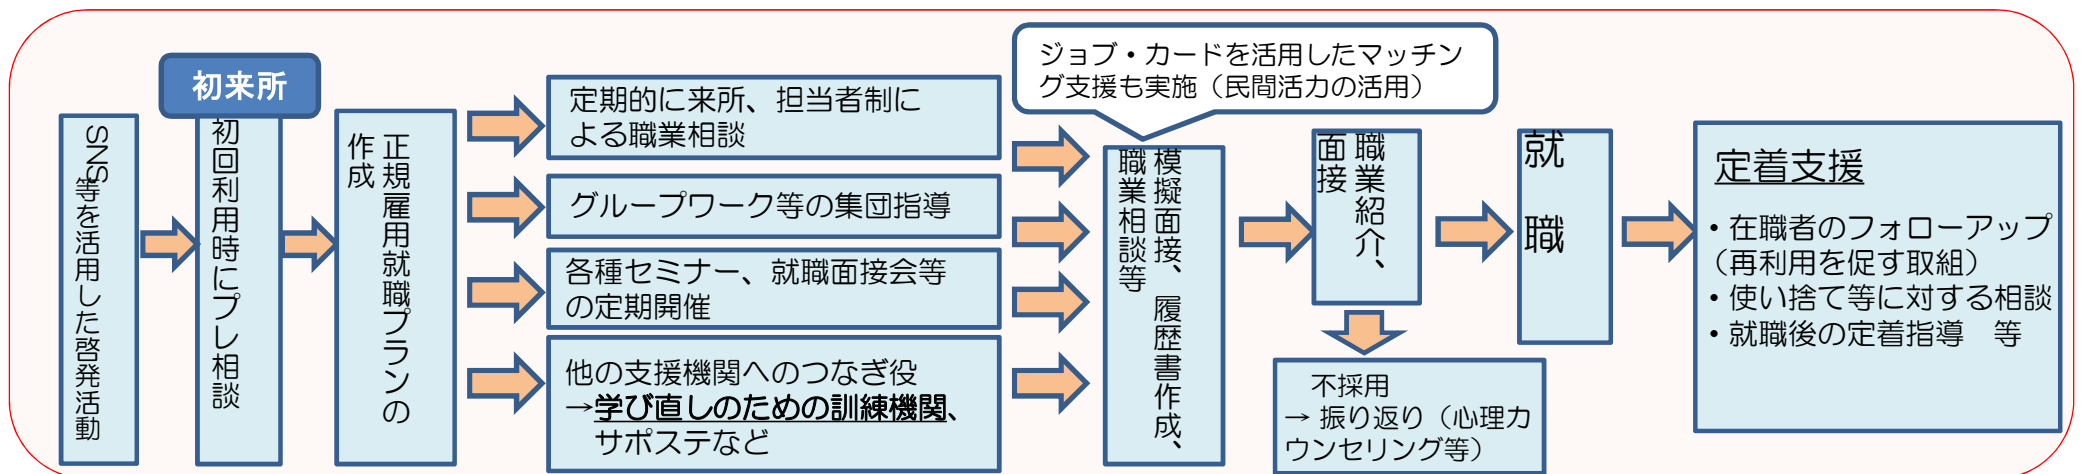 SNS等を活用した啓発活動
初来所
初回利用時にプレ相談
正規雇用就職プランの
作成
定期的に来所、担当者制に
よる職業相談
グループワーク等の集団指導
各種セミナー、就職面接会等
の定期開催
他の支援機関へのつなぎ役
→学び直しのための訓練機関、
サポステなど
ジョブ・カードを活用したマッチン
グ支援も実施（民間活力の活用）
模擬面接、履歴書作成、
職業相談等
職業紹介、
面接
不採用
→ 振り返り（心理カ
ウンセリング等）
就職
定着支援
・在職者のフォローアップ
（再利用を促す取組）
・使い捨て等に対する相談
・就職後の定着指導　等